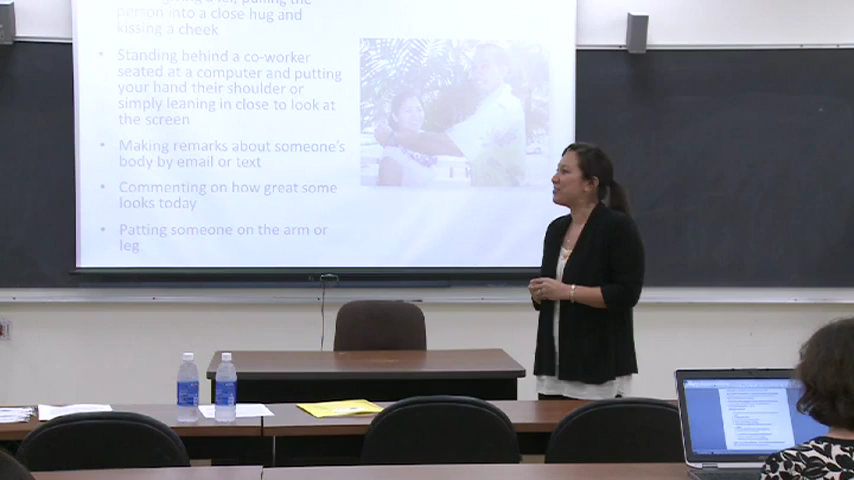 person into a close hug and
kissing a cheek
• Standing behind a co-worker
seated at a computer and putting
your hand their shoulder or
simply leaning in close to look at
the screen
• Making remarks about someone's
body by email or text
• Commenting on how great some
looks today
• Patting someone on the arm or
leg